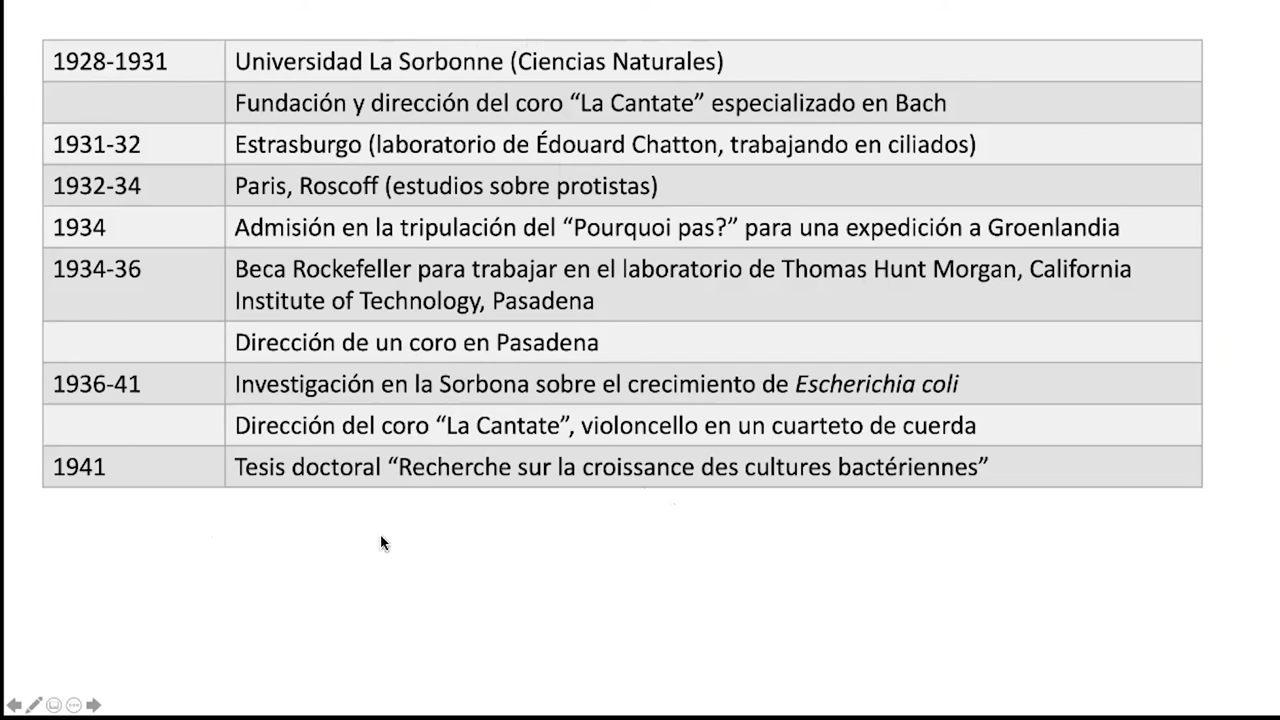 1928-1931 Universidad La Sorbonne (Ciencias Naturales)
Fundación y dirección del coro “La Cantate” especializado en Bach
1931-32 Estrasburgo (laboratorio de Édouard Chatton, trabajando en ciliados)
1932-34 Paris, Roscoff (estudios sobre protistas)
1934 Admisión en la tripulación del “Pourquoi pas?” para una expedición a Groenlandia
1934-36 Beca Rockefeller para trabajar en el laboratorio de Thomas Hunt Morgan, California
Institute of Technology, Pasadena
Dirección de un coro en Pasadena
1936-41 Investigación en la Sorbona sobre el crecimiento de Escherichia coli
Dirección del coro “La Cantate”, violoncello en un cuarteto de cuerda
1941 Tesis doctoral “Recherche sur la croissance des cultures bactériennes”